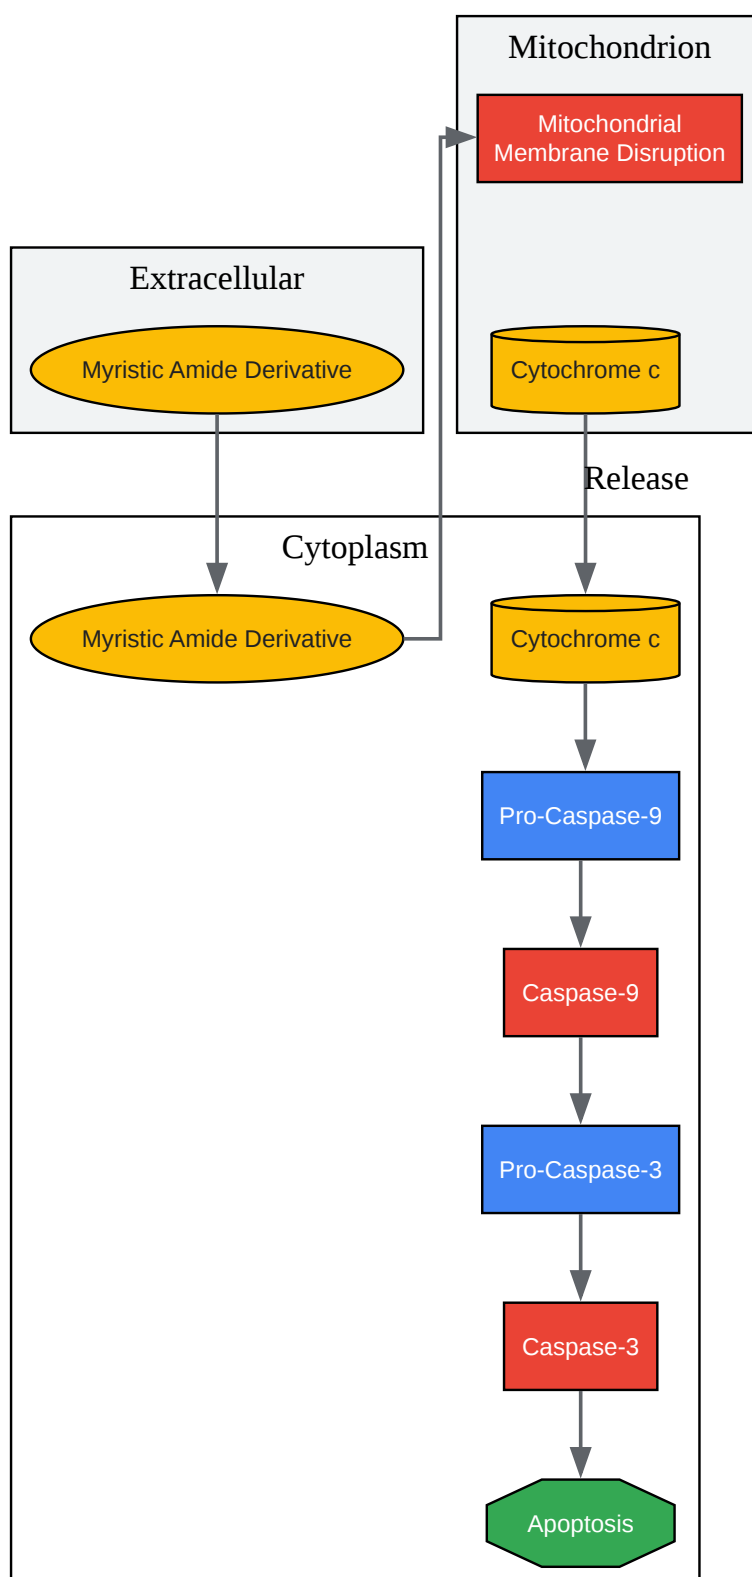 Mitochondrion
Mitochondrial
Membrane Disruption
Extracellular
Myristic Amide Derivative
Cytochrome c
Release
Cytoplasm
Myristic Amide Derivative
Cytochrome c
Pro-Caspase-9
Caspase-9
Pro-Caspase-3
Caspase-3
Apoptosis